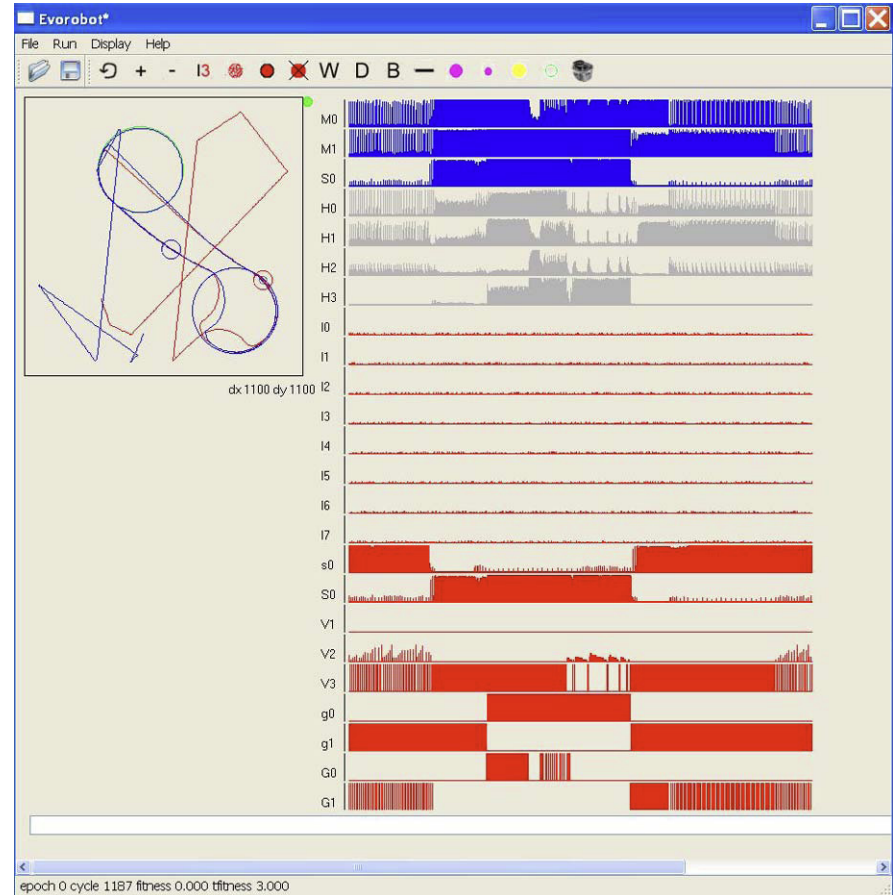 Evorobot*
File Run Display Help
+ - I3 W D B
M0
M1
S0
H0
H1
H2
H3
I0
I1
dx 1100 dy 1100 I2
I3
I4
I5
I6
I7
s0
S0
V1
V2
V3
g0
g1
G0
G1
epoch 0 cycle 1187 fitness 0.000 tfitness 3.000